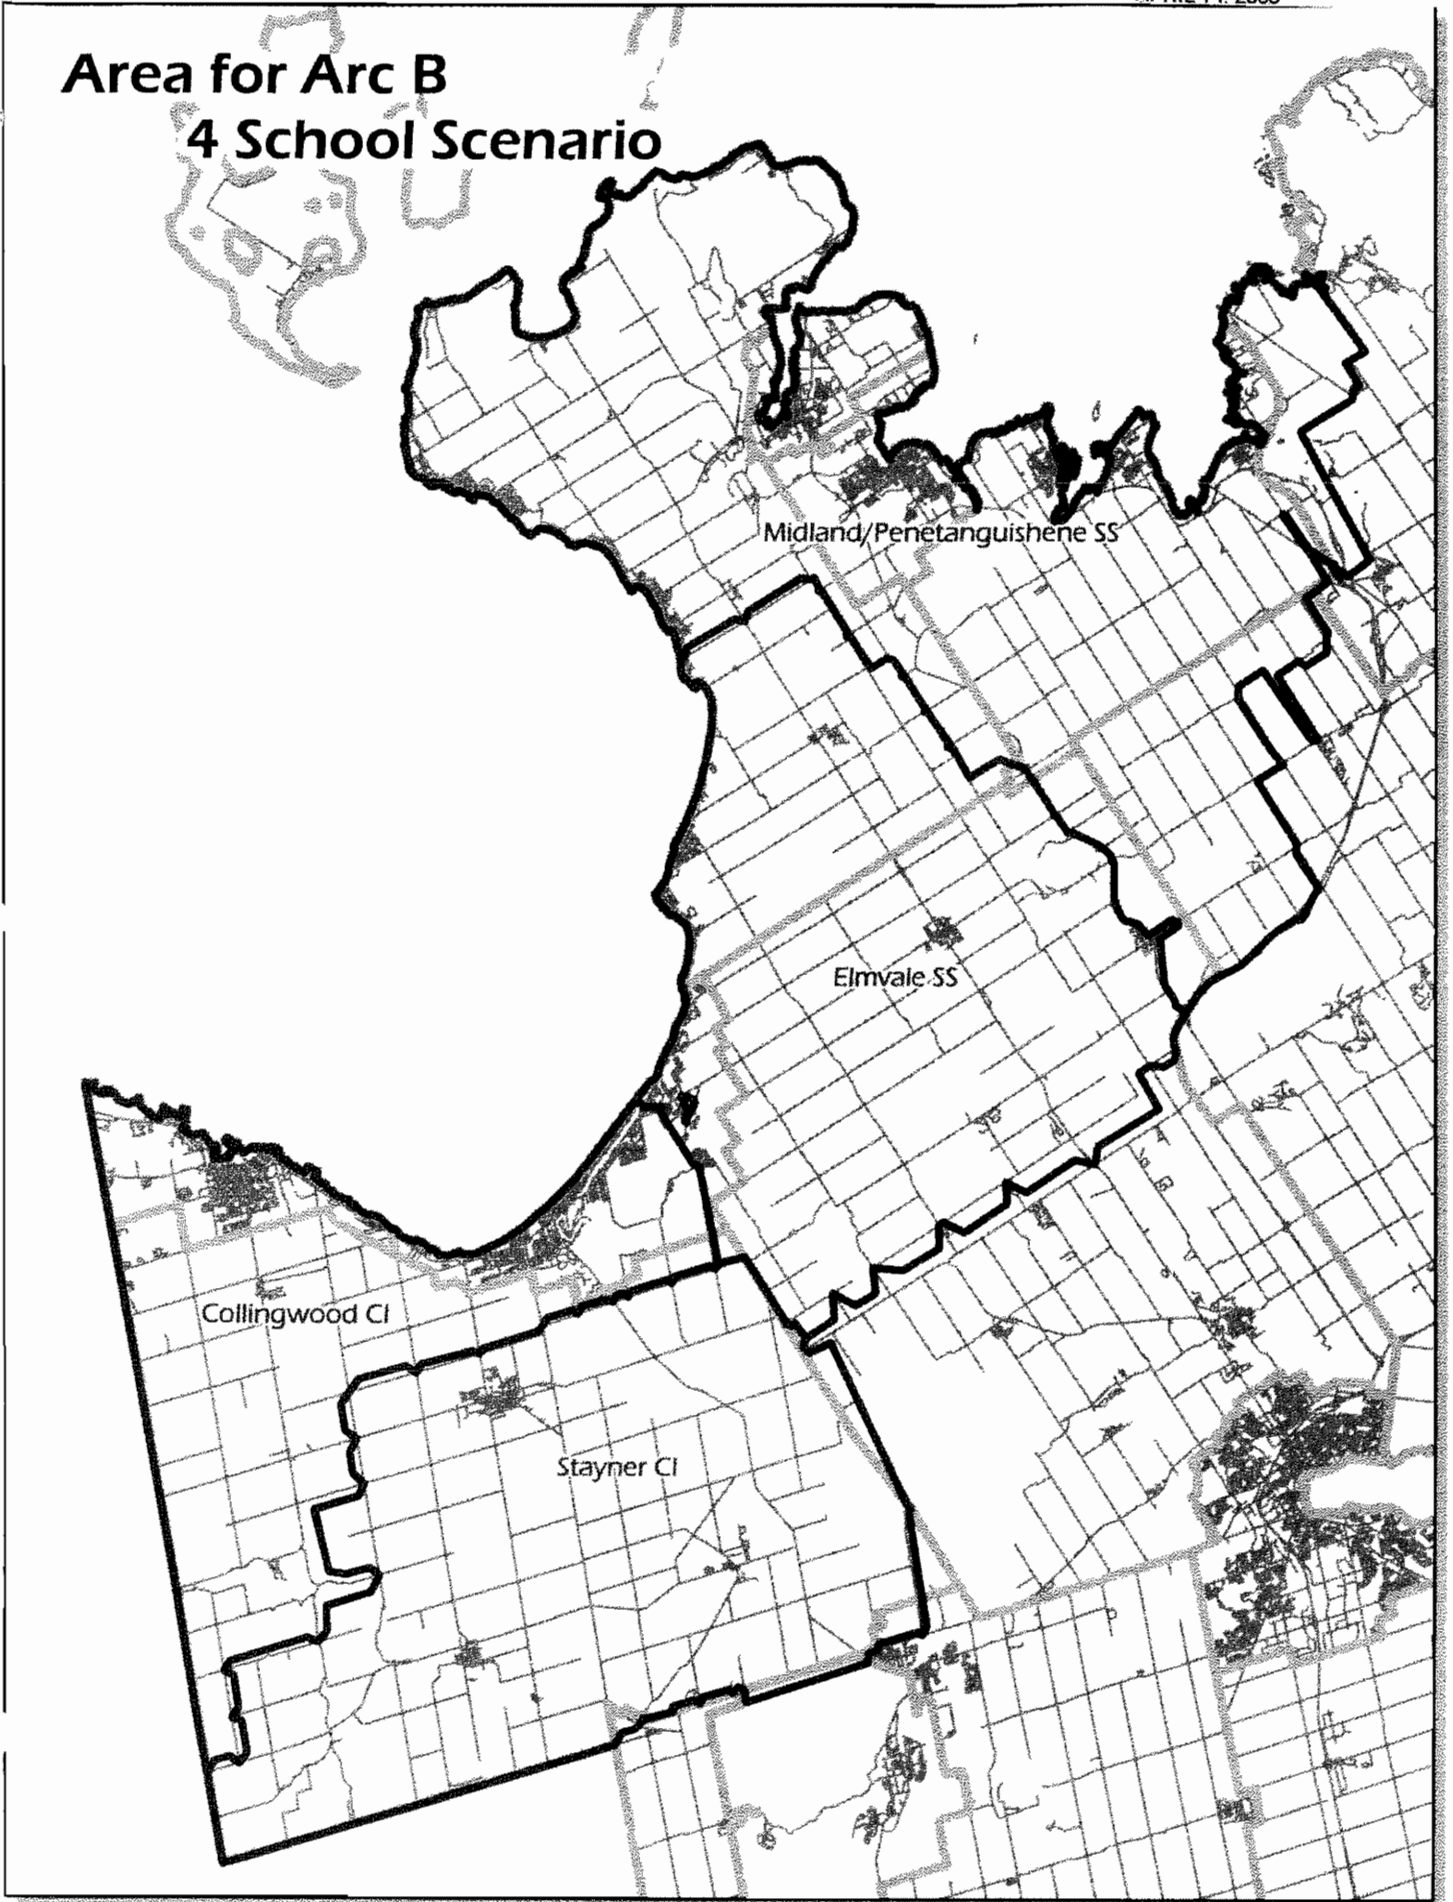 Area for Arc B
4 School Scenario
Midland/Penetanguishene SS
Elmvale SS
Collingwood CI
Stayner CI